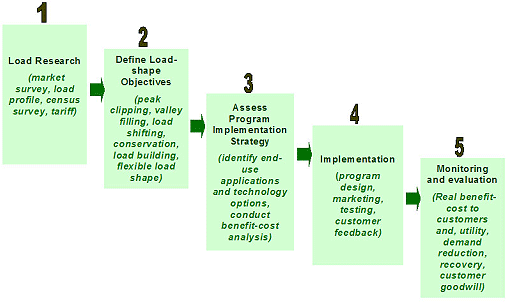 1
Load Research
(market
survey, load
profile, census
survey, tariff)
2
Define Load-
shape
Objectives
(peak
clipping, valley
filling, load
shifting,
conservation,
load building,
flexible load
shape)
3
Assess
Program
Implementation
Strategy
(identify end-
use
applications
and technology
options,
conduct
benefit-cost
analysis)
4
Implementation
(program
design,
marketing,
testing,
customer
feedback)
5
Monitoring
and evaluation
(Real benefit-
cost to
customers
and, utility,
demand
reduction,
recovery,
customer
goodwill)